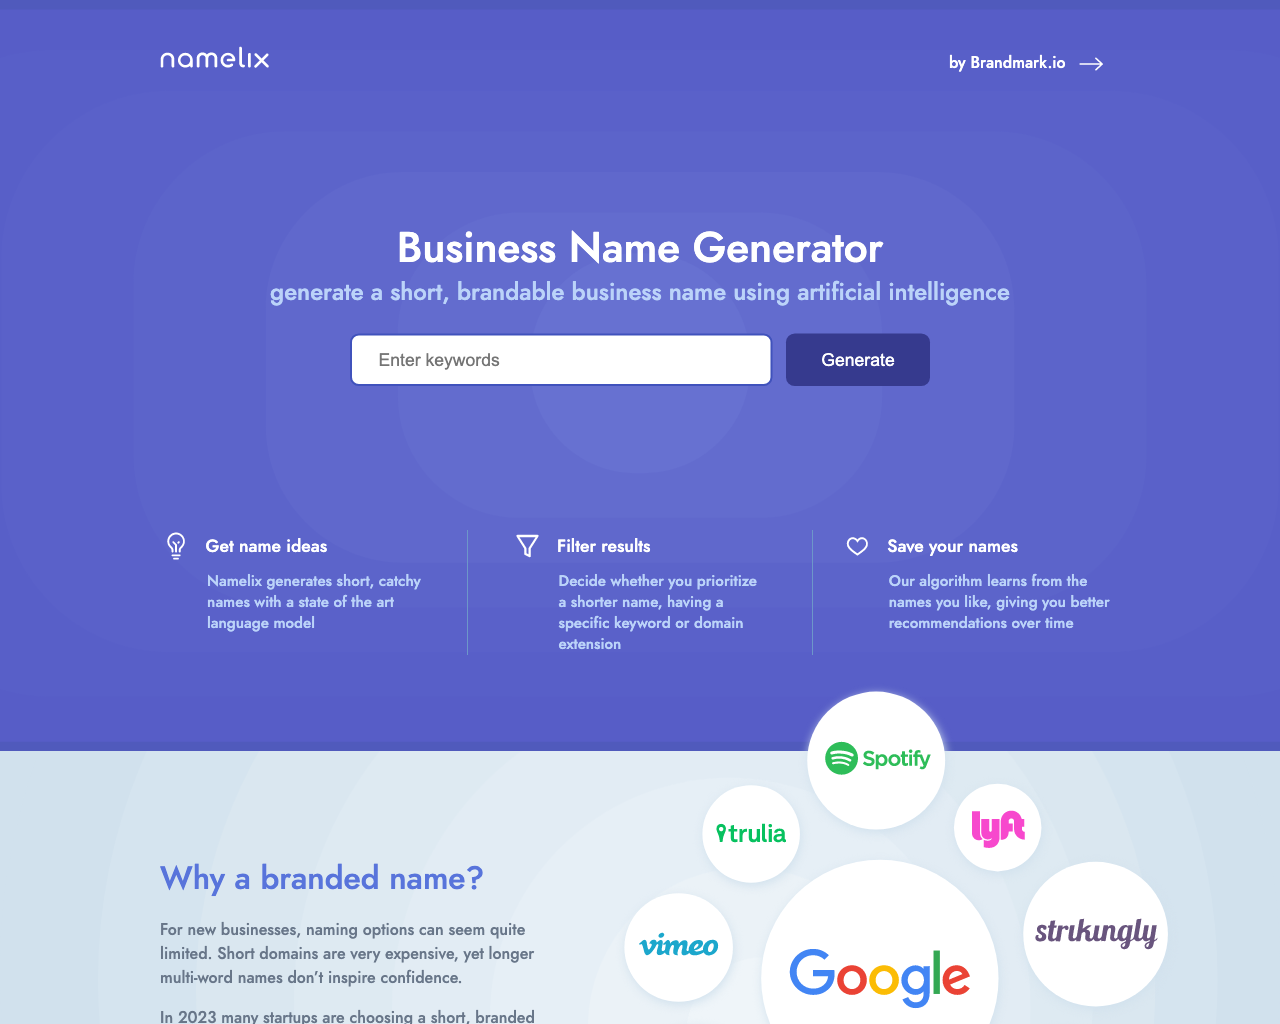 namelix
by Brandmark.io
Business Name Generator
generate a short, brandable business name using artificial intelligence
Enter keywords
Generate
Get name ideas
Namelix generates short, catchy
names with a state of the art
language model
Filter results
Decide whether you prioritize
a shorter name, having a
specific keyword or domain
extension
Save your names
Our algorithm learns from the
names you like, giving you better
recommendations over time
Spotify
trulia
lyft
Why a branded name?
For new businesses, naming options can seem quite
limited. Short domains are very expensive, yet longer
multi-word names don’t inspire confidence.
In 2023 many startups are choosing a short, branded
vimeo
Google
strikingly